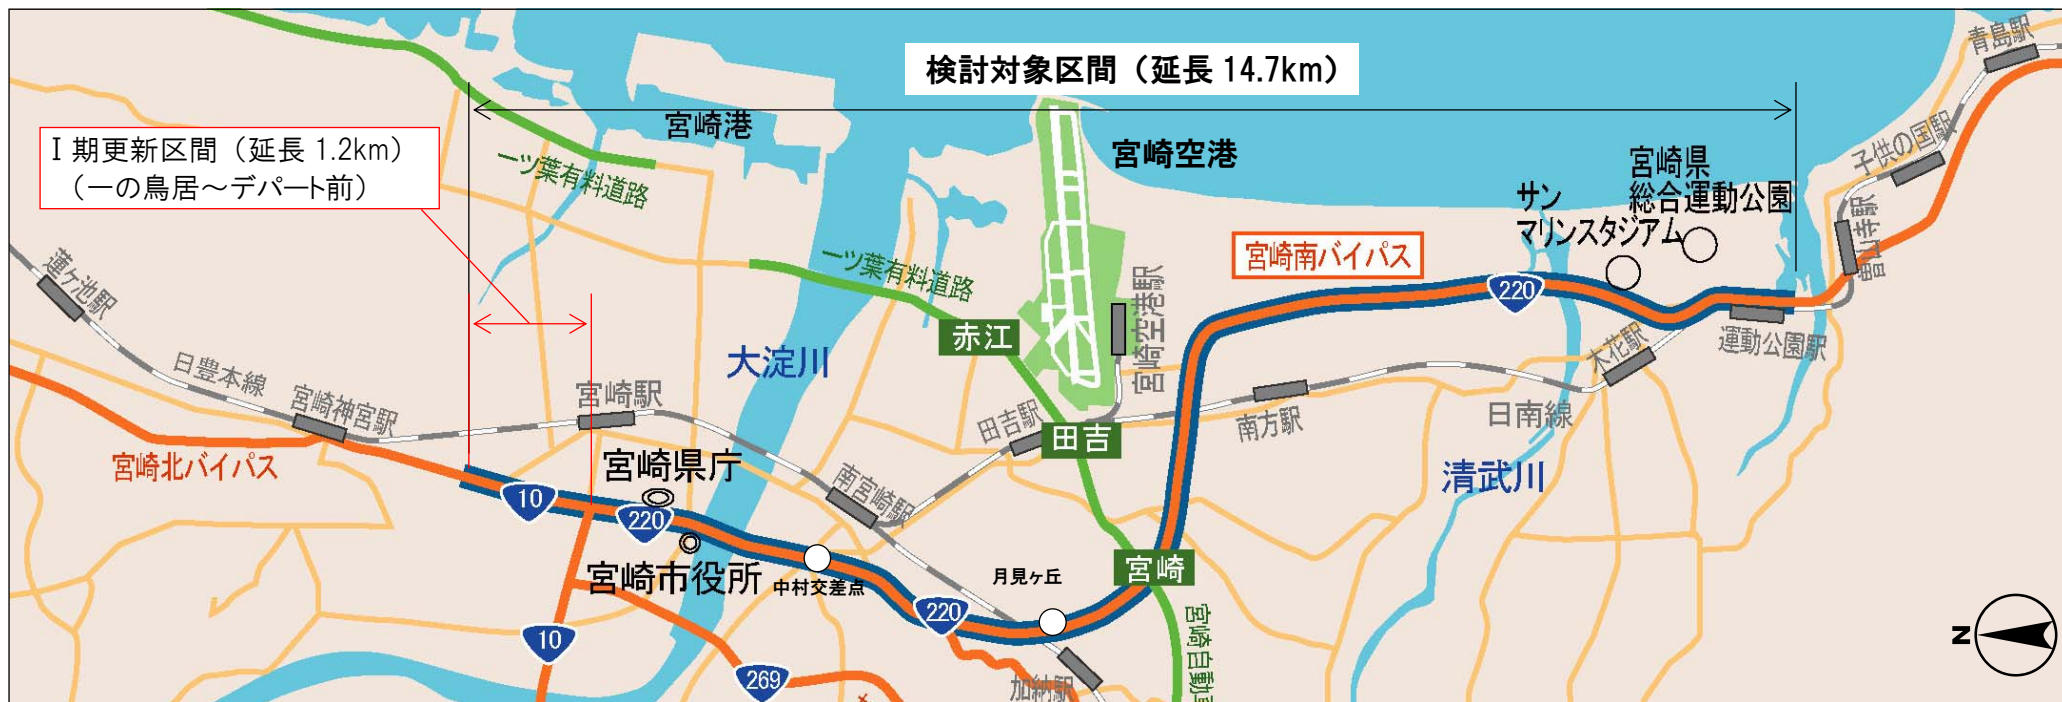 検討対象区間（延長 14.7km）
Ⅰ期更新区間（延長 1.2km）
（一の鳥居～デパート前）
宮崎港
一ツ葉有料道路
宮崎空港
宮崎県
総合運動公園
サン
マリンスタジアム
青島駅
子供の国駅
曽山寺駅
宮崎南バイパス
220
一ツ葉有料道路
赤江
宮崎空港駅
運動公園駅
木花駅
蓮ケ池駅
日豊本線
宮崎神宮駅
宮崎駅
大淀川
田吉駅
田吉
南方駅
日南線
清武川
宮崎北バイパス
宮崎県庁
南宮崎駅
10
220
宮崎市役所
中村交差点
月見ヶ丘
宮崎
220
10
269
加納駅
宮崎自動
N